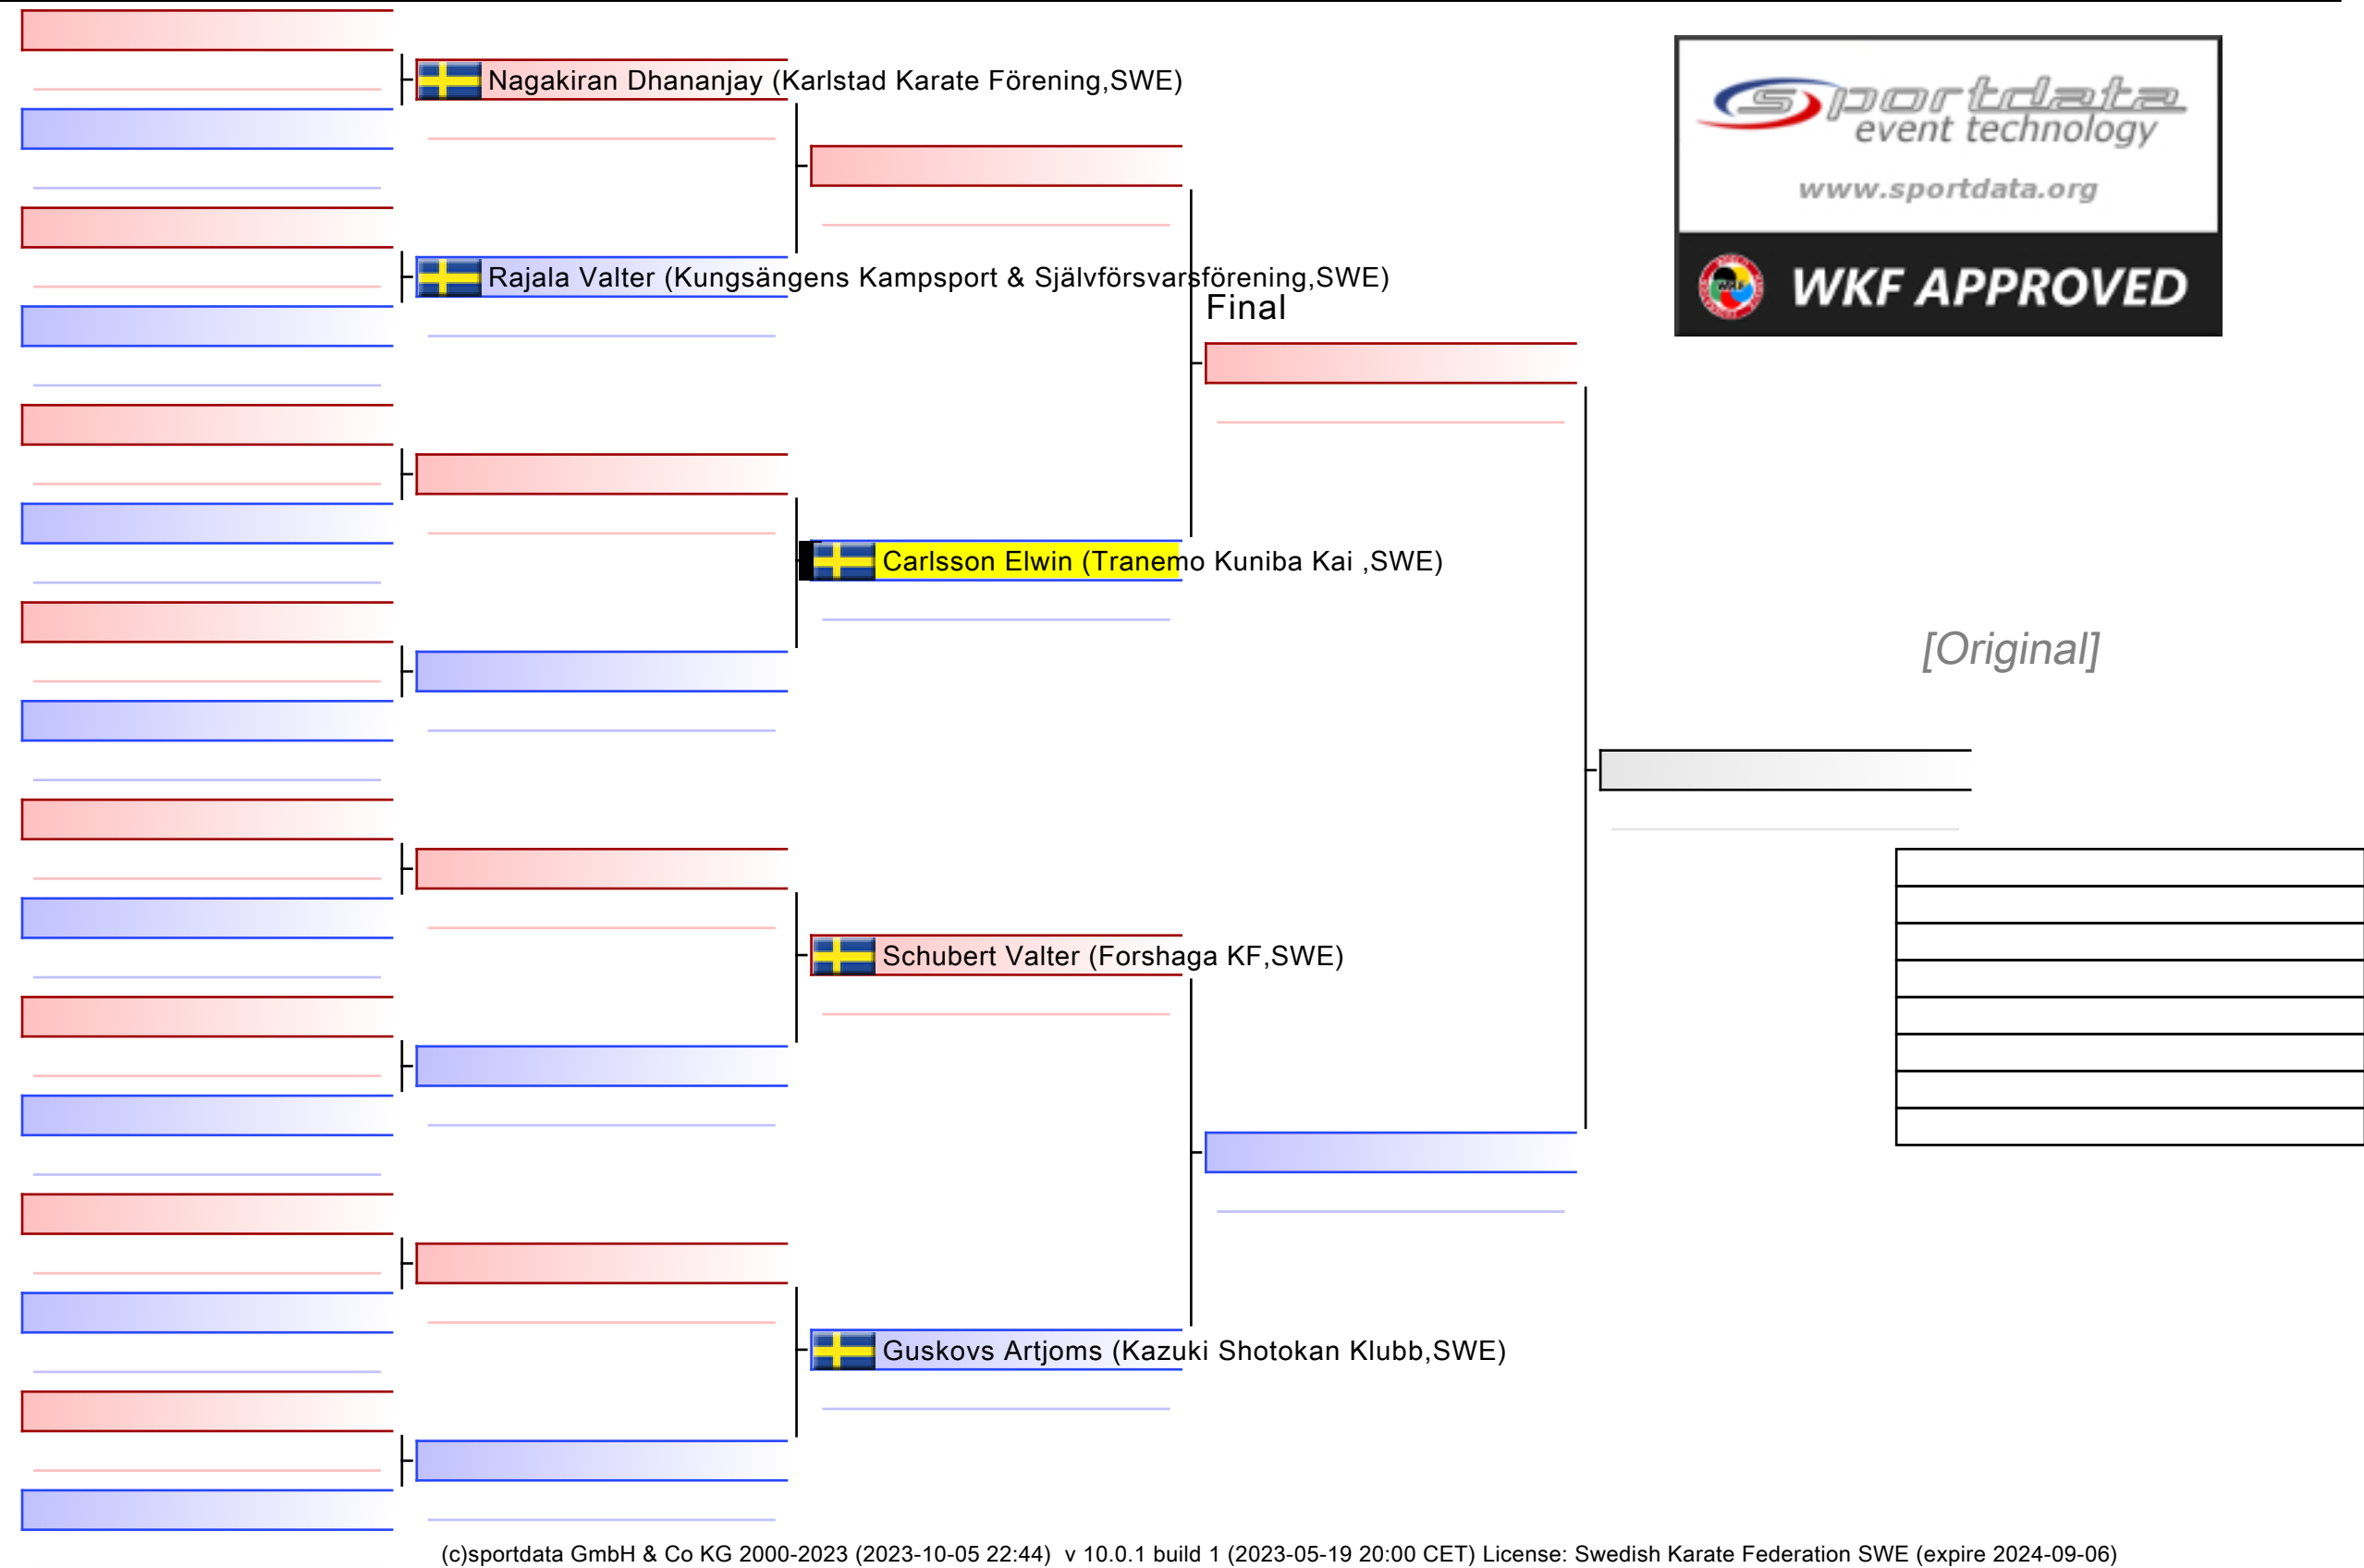 Nagakiran Dhananjay (Karlstad Karate Förening,SWE)
sportdata
event technology
www.sportdata.org
WKF APPROVED
Rajala Valter (Kungsängens Kampsport & Självförsvarsförening,SWE)
Final
Carlsson Elwin (Tranemo Kuniba Kai ,SWE)
[Original]
Schubert Valter (Forshaga KF,SWE)
Guskovs Artjoms (Kazuki Shotokan Klubb,SWE)
(c)sportdata GmbH & Co KG 2000-2023 (2023-10-05 22:44) v 10.0.1 build 1 (2023-05-19 20:00 CET) License: Swedish Karate Federation SWE (expire 2024-09-06)